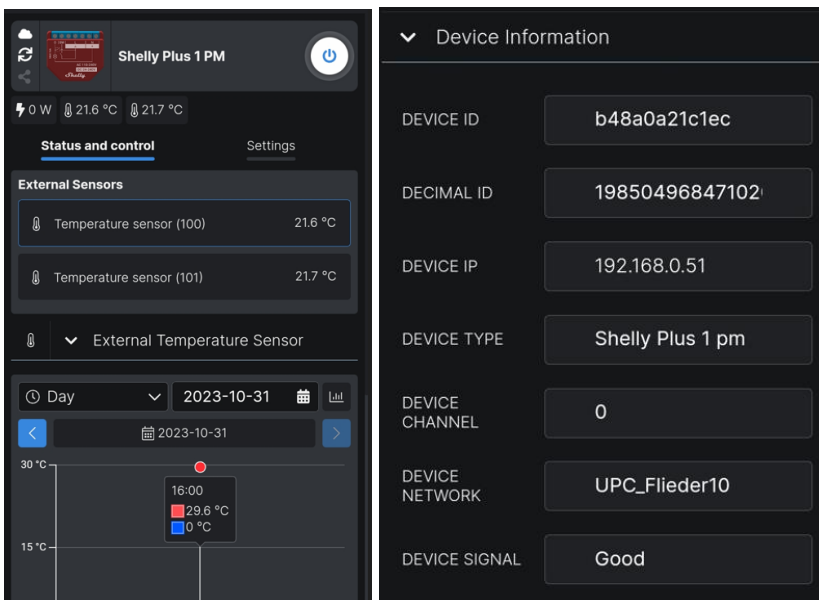 Shelly Plus 1 PM
Shelly
0 W 21.6 °C 21.7 °C
Status and control Settings
External Sensors
Temperature sensor (100) 21.6 °C
Temperature sensor (101) 21.7 °C
External Temperature Sensor
Day 2023-10-31
2023-10-31
30 °C
16:00
29.6 °C
0 °C
15 °C
Device Information
DEVICE ID b48a0a21c1ec
DECIMAL ID 19850496847102
DEVICE IP 192.168.0.51
DEVICE TYPE Shelly Plus 1 pm
DEVICE
CHANNEL 0
DEVICE
NETWORK UPC_Flieder10
DEVICE SIGNAL Good